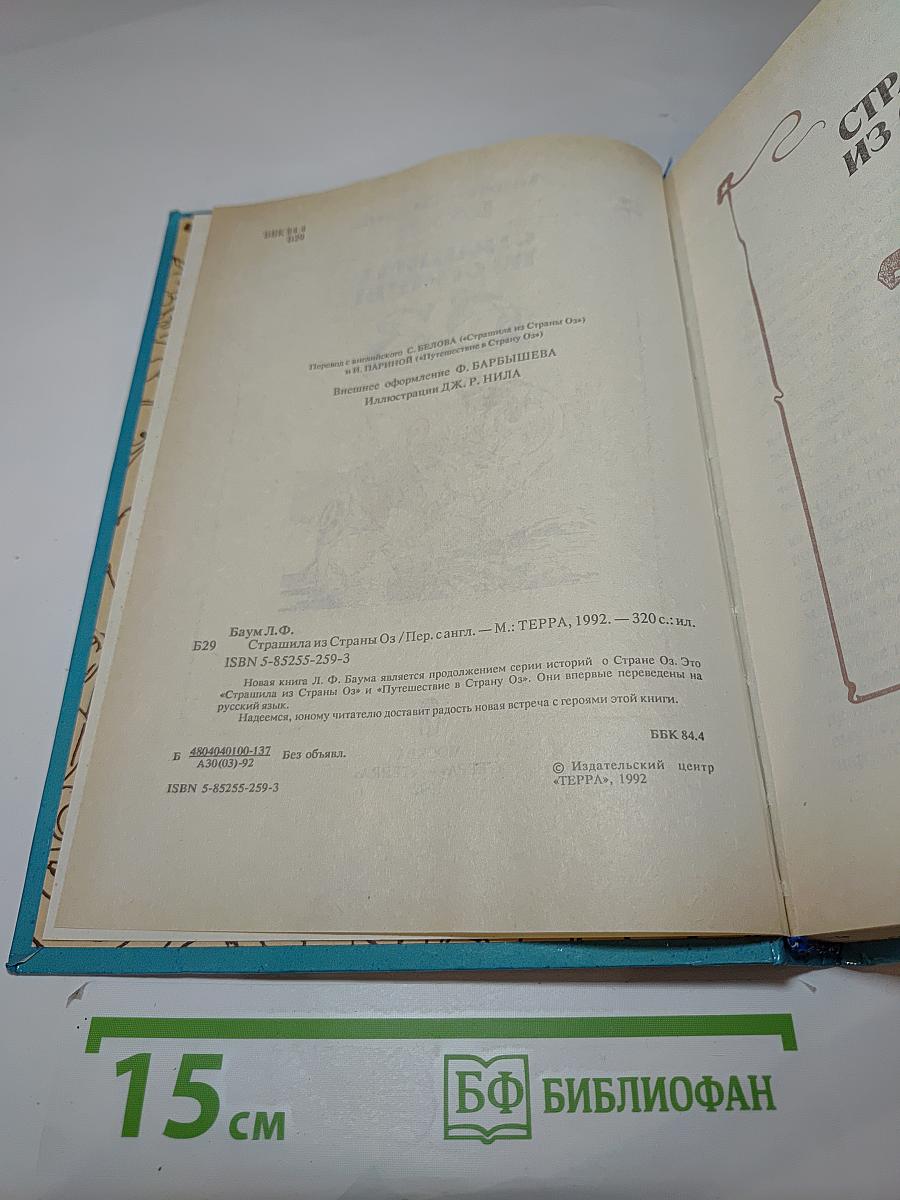 ББК 84.4
Б29
Перевод с английского С. БЕЛОВА («Страшила из Страны Оз»)
и И. ПАРИНОЙ («Путешествие в Страну Оз»)
Внешнее оформление Ф. БАРБЫШЕВА
Иллюстрации ДЖ. Р. НИЛА
Баум Л.Ф.
Б29 Страшила из Страны Оз / Пер. с англ. — М.: ТЕРРА, 1992. — 320 с.: ил.
ISBN 5-85255-259-3
Новая книга Л. Ф. Баума является продолжением серии историй о Стране Оз. Это
«Страшила из Страны Оз» и «Путешествие в Страну Оз». Они впервые переведены на
русский язык.
Надеемся, юному читателю доставит радость новая встреча с героями этой книги.
Б 4804040100-137 Без объявл.
А30(03)-92
ББК 84.4
ISBN 5-85255-259-3
© Издательский центр
«ТЕРРА», 1992
ИЗ
15 см
БФ БИБЛИОФАН